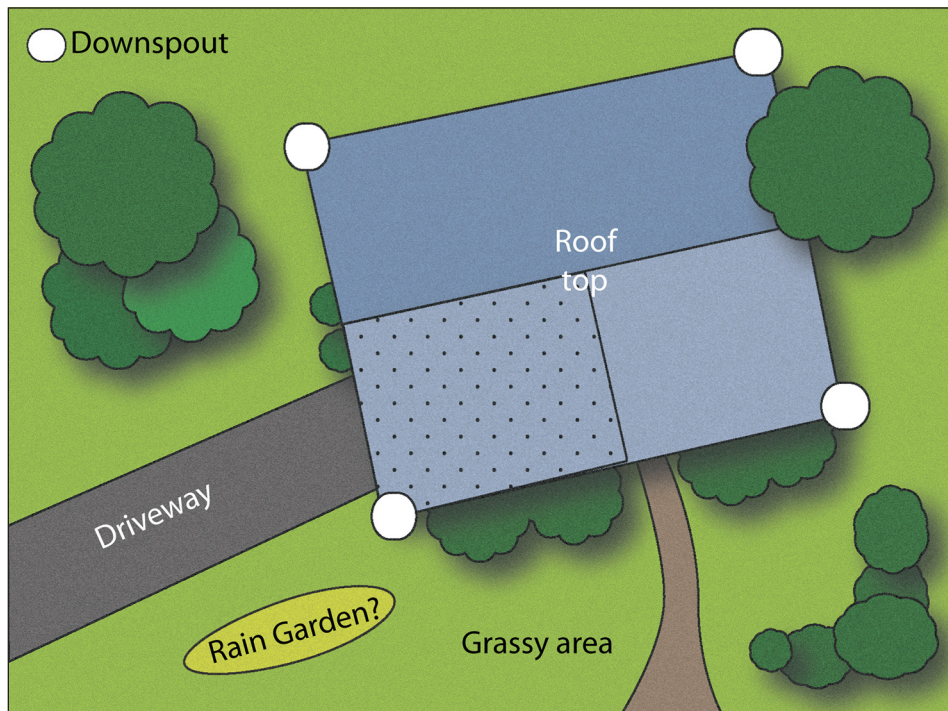 Downspout
Roof
top
Driveway
Rain Garden?
Grassy area